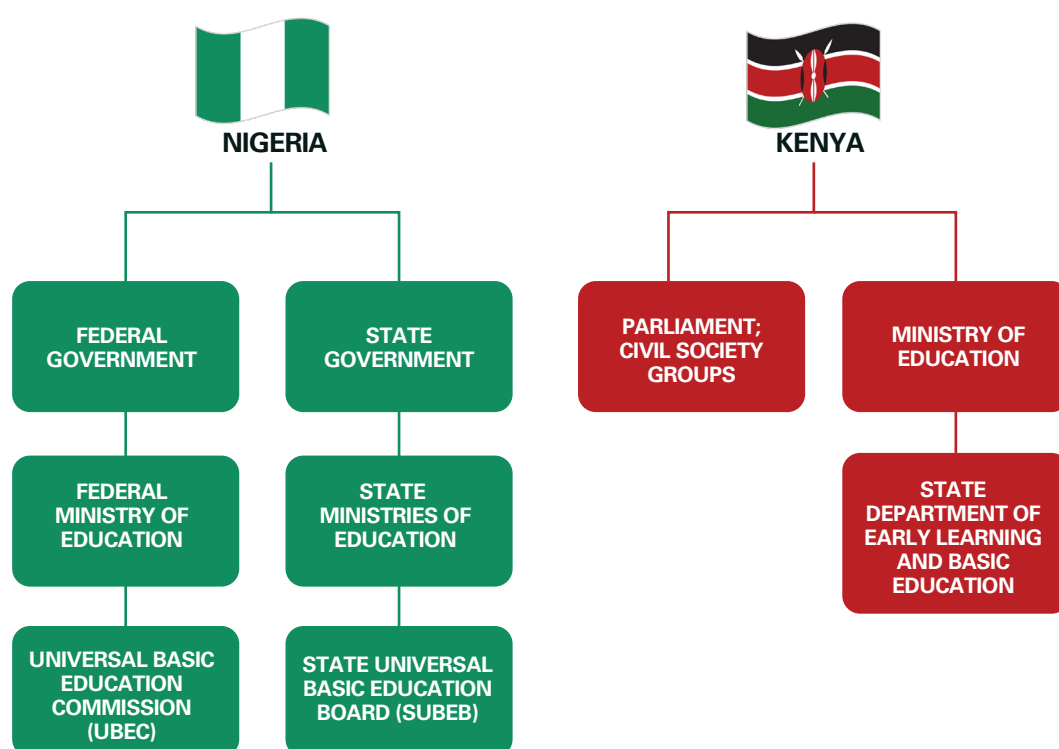 NIGERIA
FEDERAL
GOVERNMENT
STATE
GOVERNMENT
FEDERAL
MINISTRY OF
EDUCATION
STATE
MINISTRIES OF
EDUCATION
UNIVERSAL BASIC
EDUCATION
COMMISSION
(UBEC)
STATE UNIVERSAL
BASIC EDUCATION
BOARD (SUBEB)
KENYA
PARLIAMENT;
CIVIL SOCIETY
GROUPS
MINISTRY OF
EDUCATION
STATE
DEPARTMENT OF
EARLY LEARNING
AND BASIC
EDUCATION